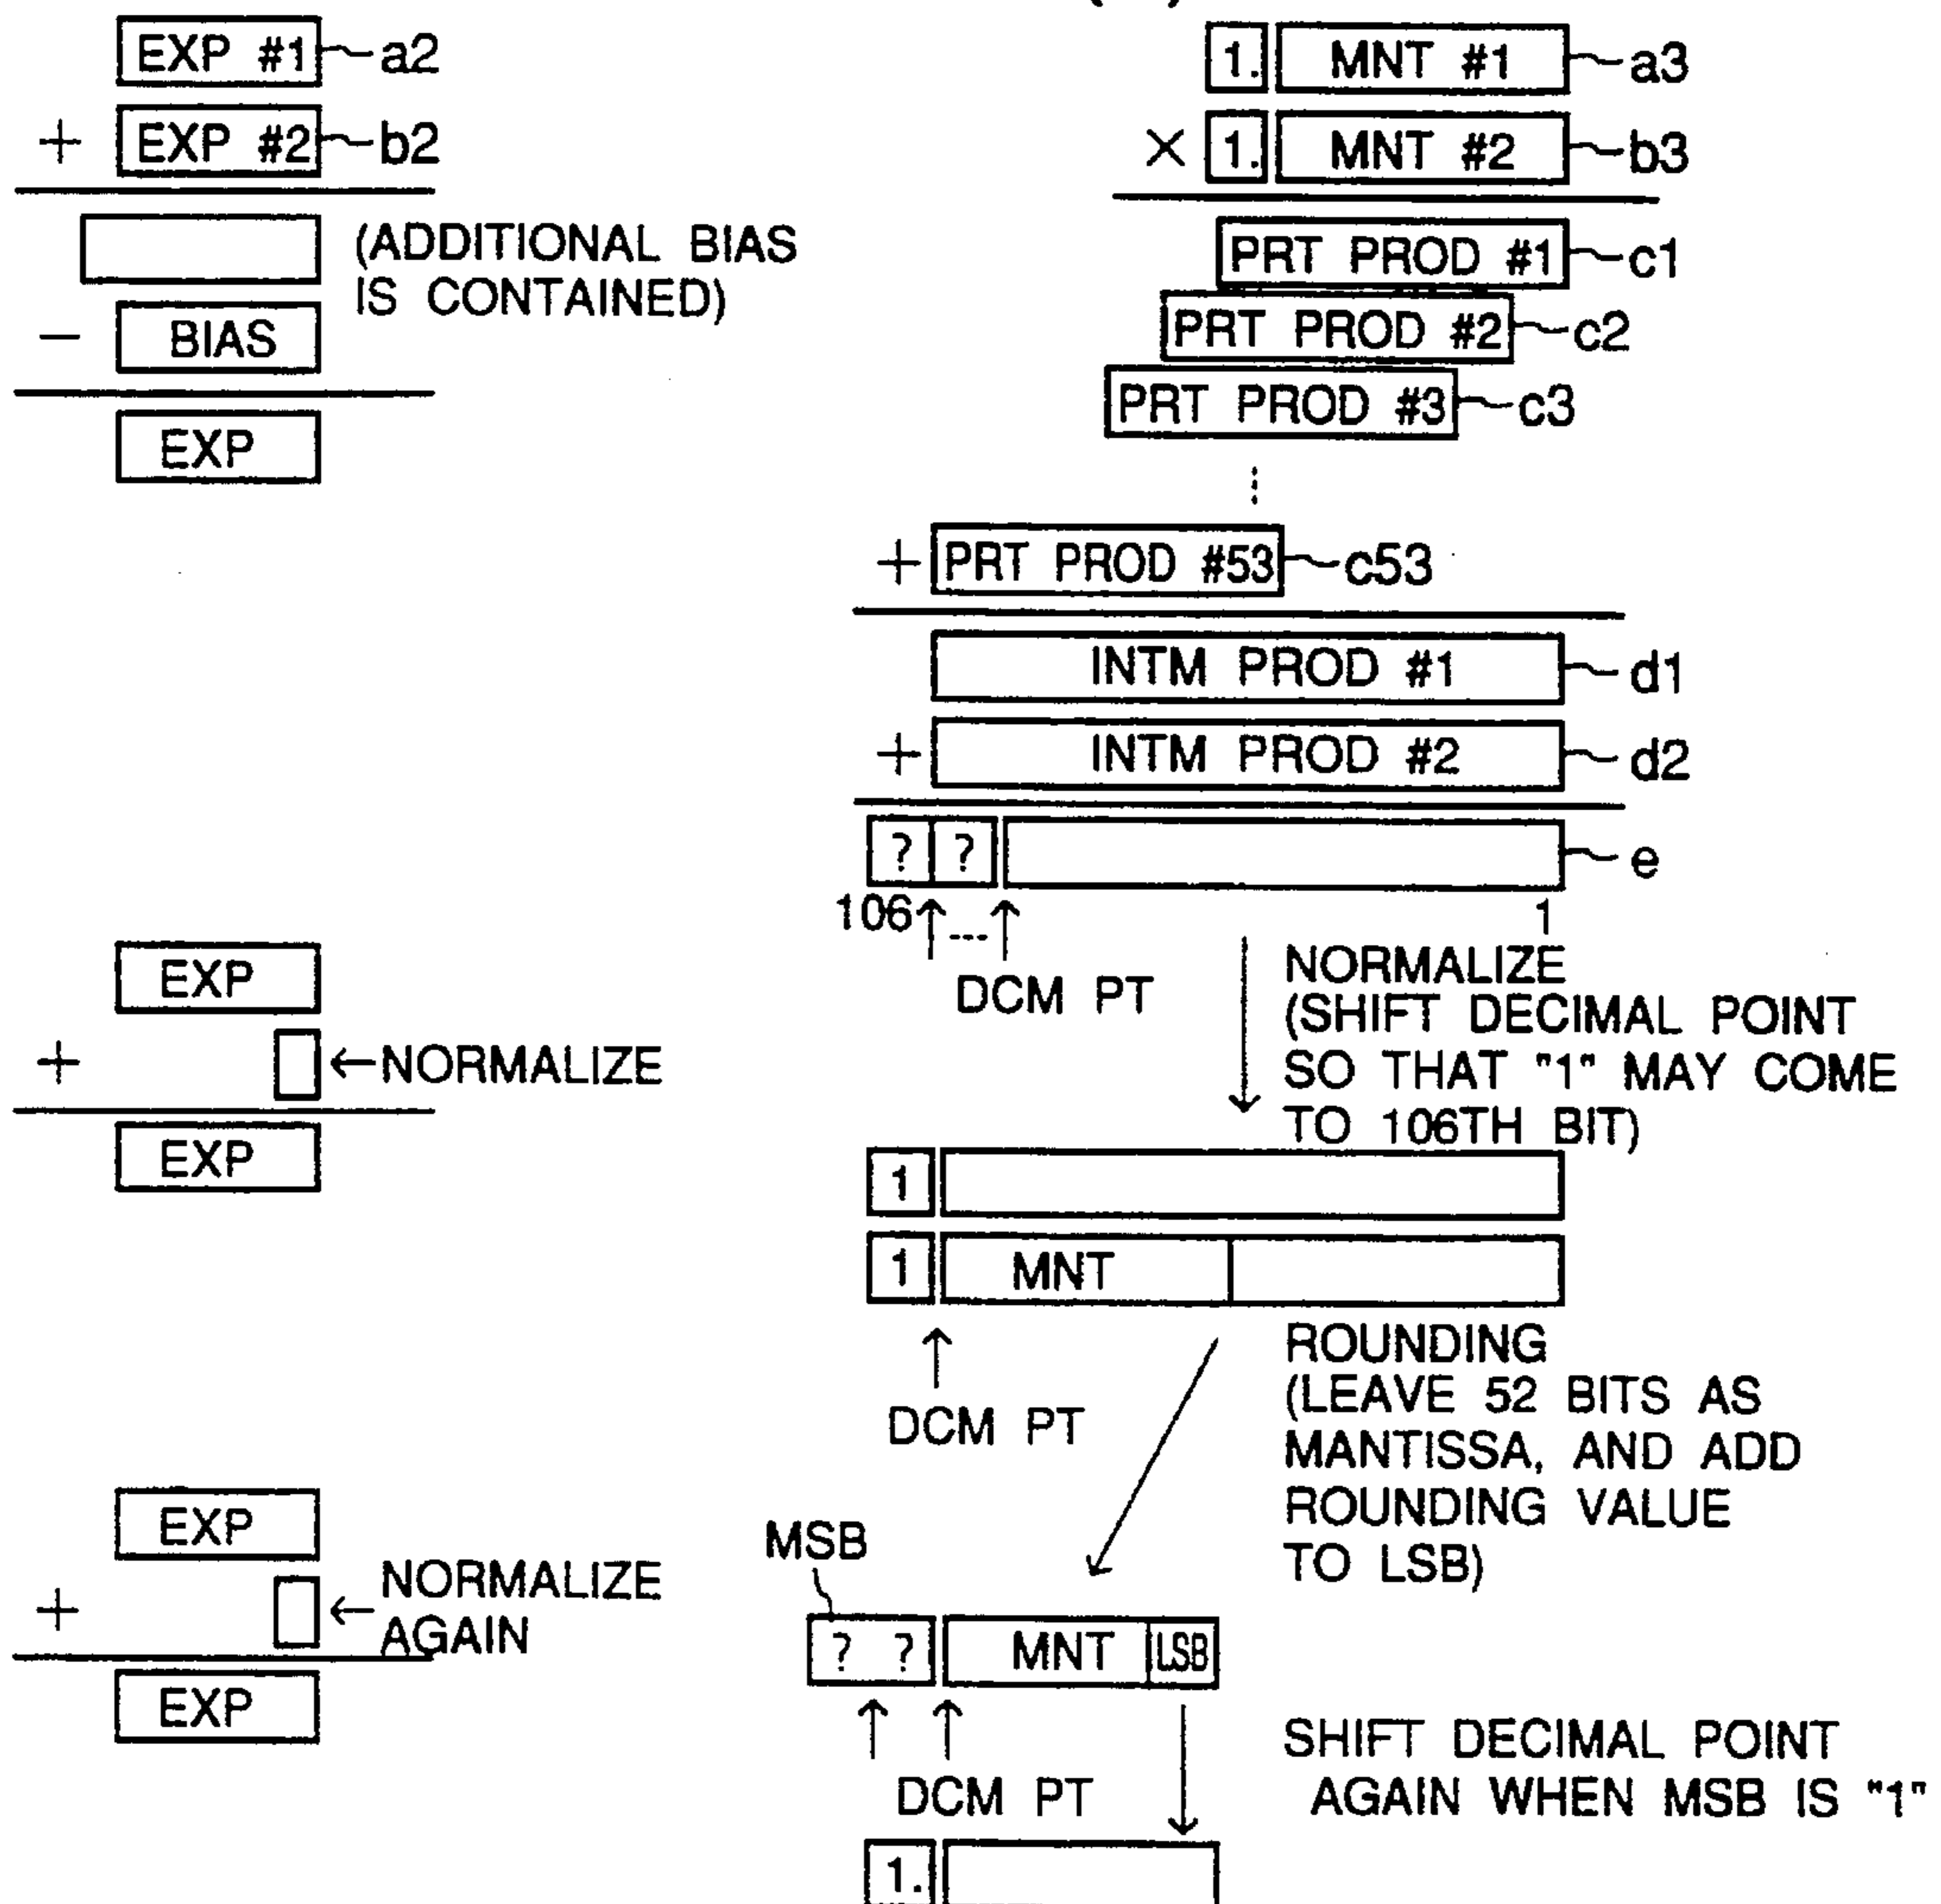 EXP #1 a2
+ EXP #2 b2
(ADDITIONAL BIAS
IS CONTAINED)
− BIAS
EXP
1. MNT #1 a3
× 1. MNT #2 b3
PRT PROD #1 c1
PRT PROD #2 c2
PRT PROD #3 c3
+ PRT PROD #53 c53
INTM PROD #1 d1
+ INTM PROD #2 d2
? ? e
106 1
DCM PT
NORMALIZE
(SHIFT DECIMAL POINT
SO THAT "1" MAY COME
TO 106TH BIT)
EXP
+ ←NORMALIZE
EXP
1
1 MNT
DCM PT
ROUNDING
(LEAVE 52 BITS AS
MANTISSA, AND ADD
ROUNDING VALUE
TO LSB)
EXP
+ ← NORMALIZE
AGAIN
EXP
MSB
? ? MNT LSB
DCM PT
SHIFT DECIMAL POINT
AGAIN WHEN MSB IS "1"
1.